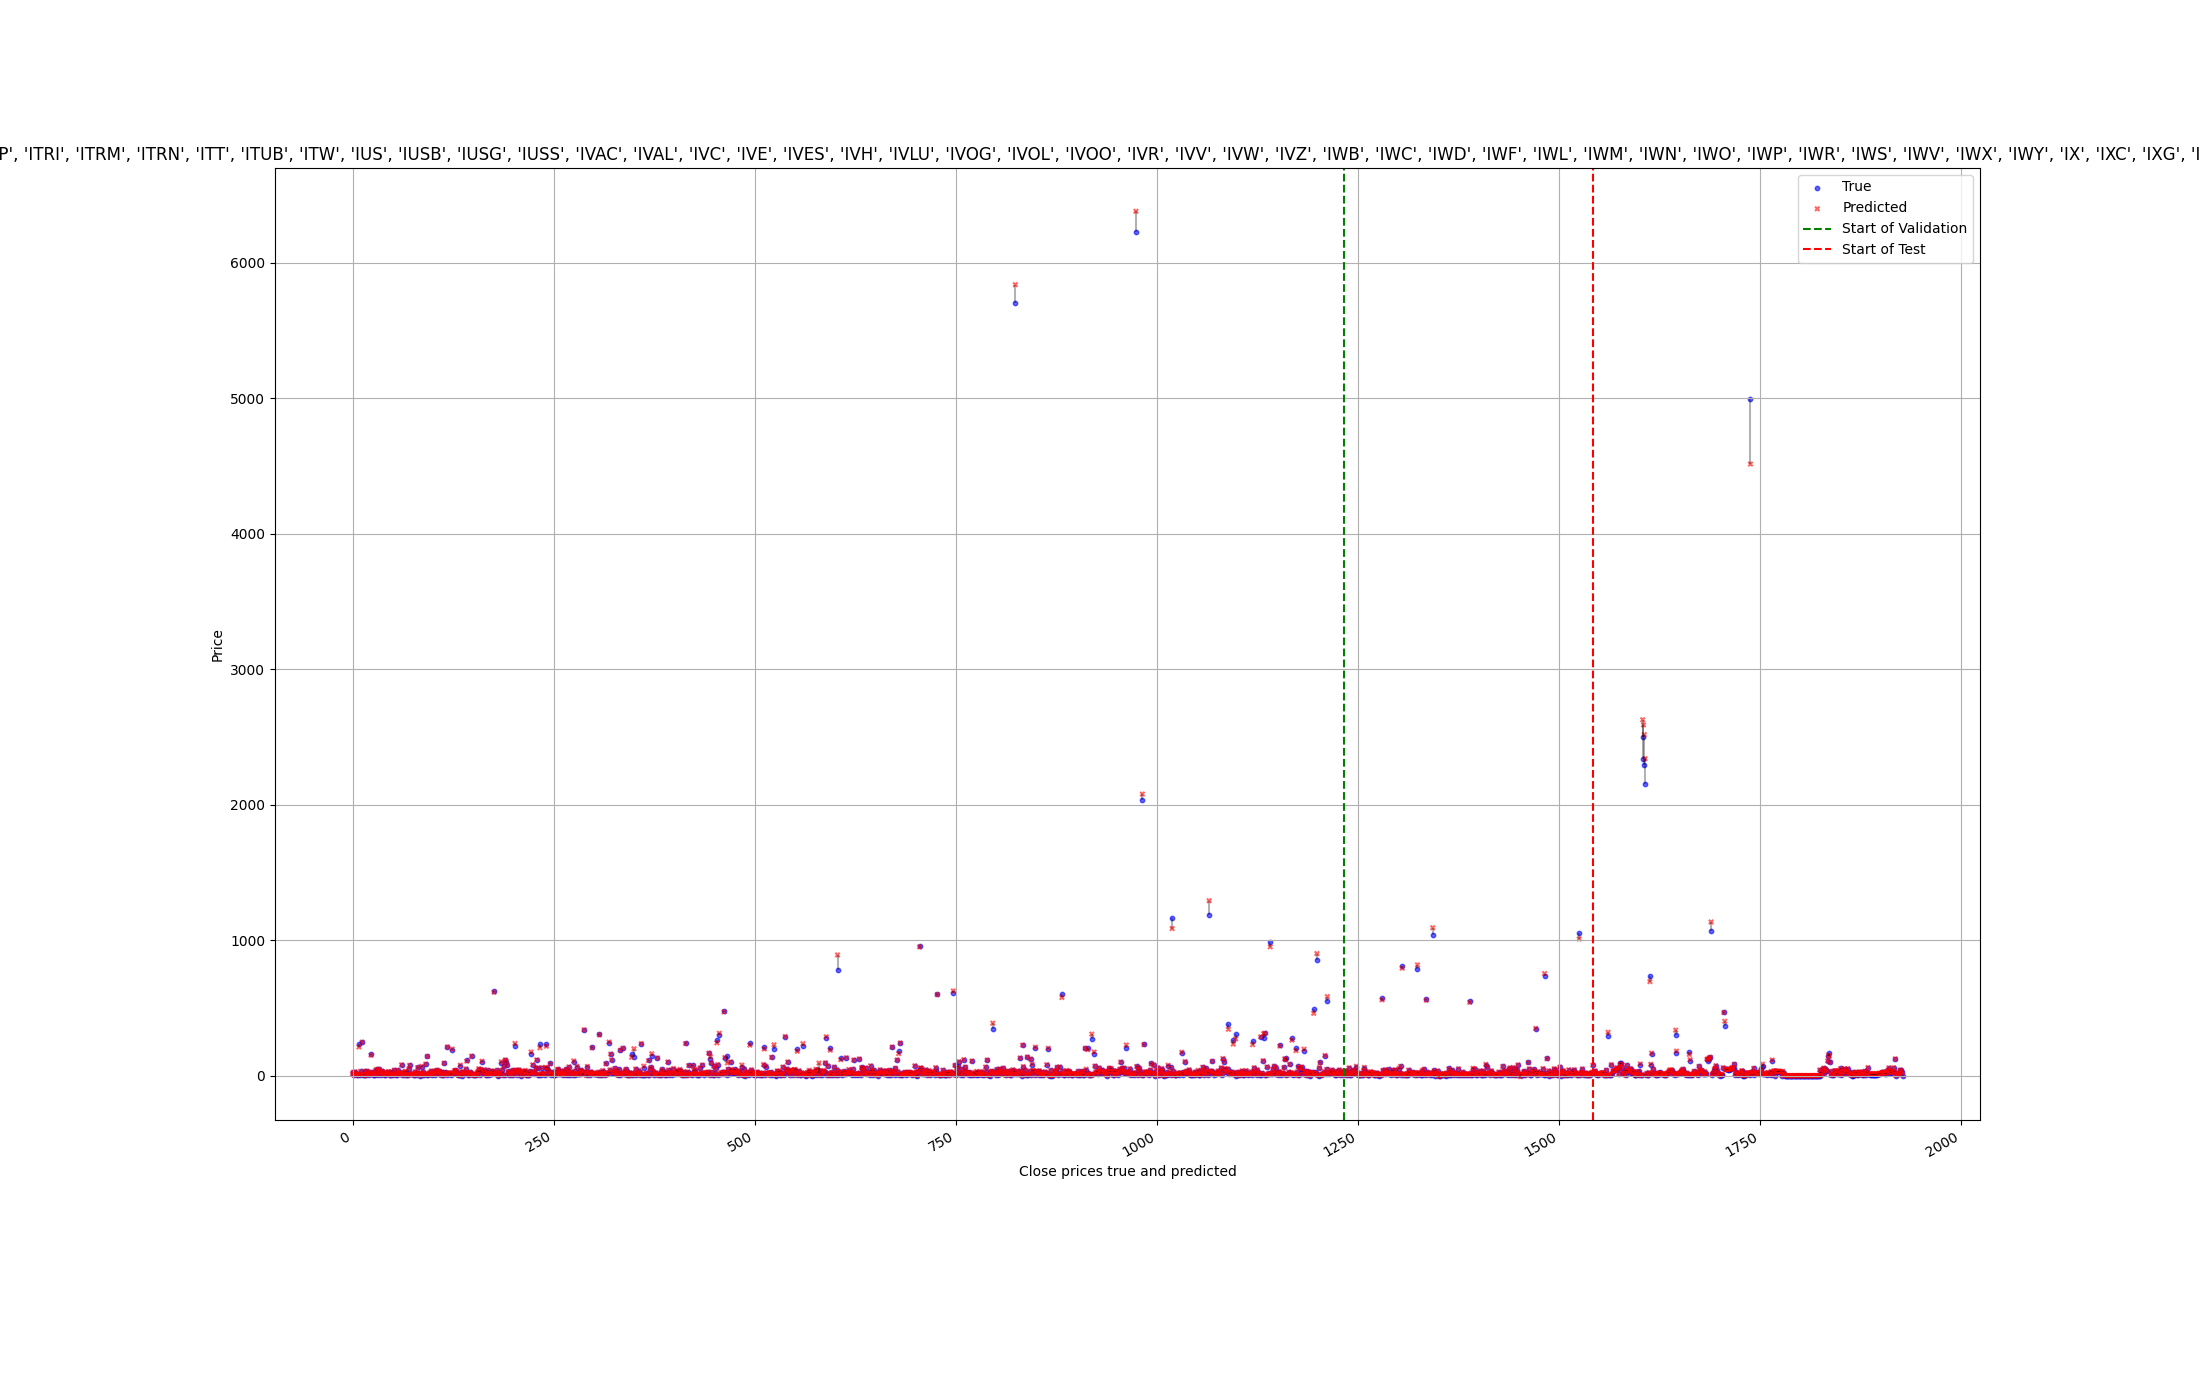 P', 'ITRI', 'ITRM', 'ITRN', 'ITT', 'ITUB', 'ITW', 'IUS', 'IUSB', 'IUSG', 'IUSS', 'IVAC', 'IVAL', 'IVC', 'IVE', 'IVES', 'IVH', 'IVLU', 'IVOG', 'IVOL', 'IVOO', 'IVR', 'IVV', 'IVW', 'IVZ', 'IWB', 'IWC', 'IWD', 'IWF', 'IWL', 'IWM', 'IWN', 'IWO', 'IWP', 'IWR', 'IWS', 'IWV', 'IWX', 'IWY', 'IX', 'IXC', 'IXG', 'I
True
Predicted
Start of Validation
Start of Test
6000
5000
4000
3000
2000
1000
0
Price
0
250
500
750
1000
1250
1500
1750
2000
Close prices true and predicted